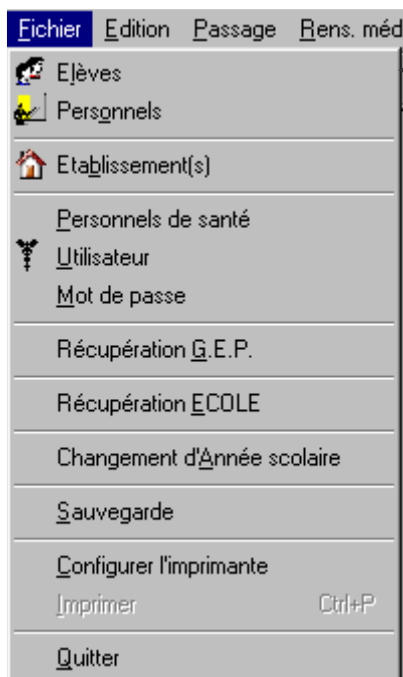 Fichier Edition Passage Rens. méd
Elèves
Personnels
Etablissement(s)
Personnels de santé
Utilisateur
Mot de passe
Récupération G.E.P.
Récupération ECOLE
Changement d'Année scolaire
Sauvegarde
Configurer l'imprimante
Imprimer Ctrl+P
Quitter